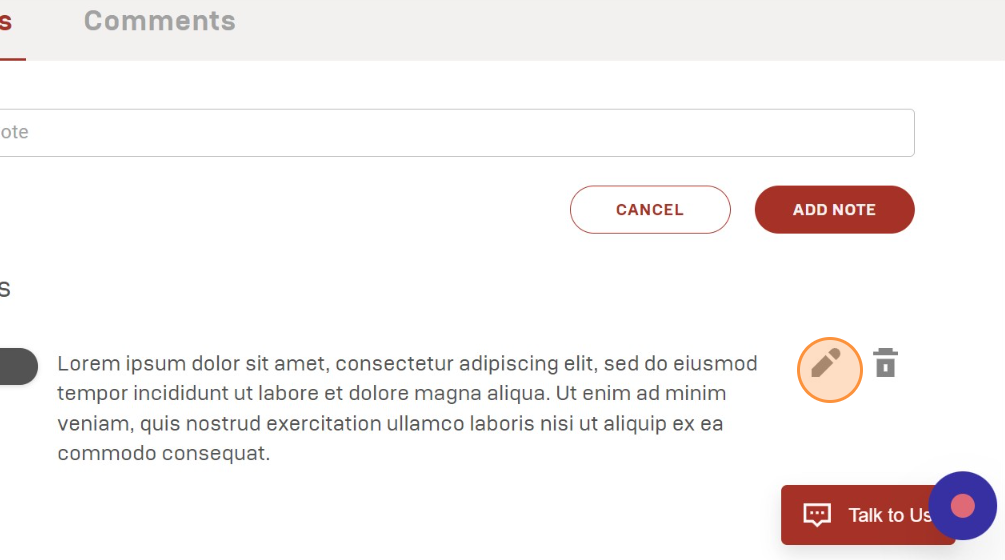 s Comments
ote
CANCEL ADD NOTE
s
Lorem ipsum dolor sit amet, consectetur adipiscing elit, sed do eiusmod
tempor incididunt ut labore et dolore magna aliqua. Ut enim ad minim
veniam, quis nostrud exercitation ullamco laboris nisi ut aliquip ex ea
commodo consequat.
Talk to Us